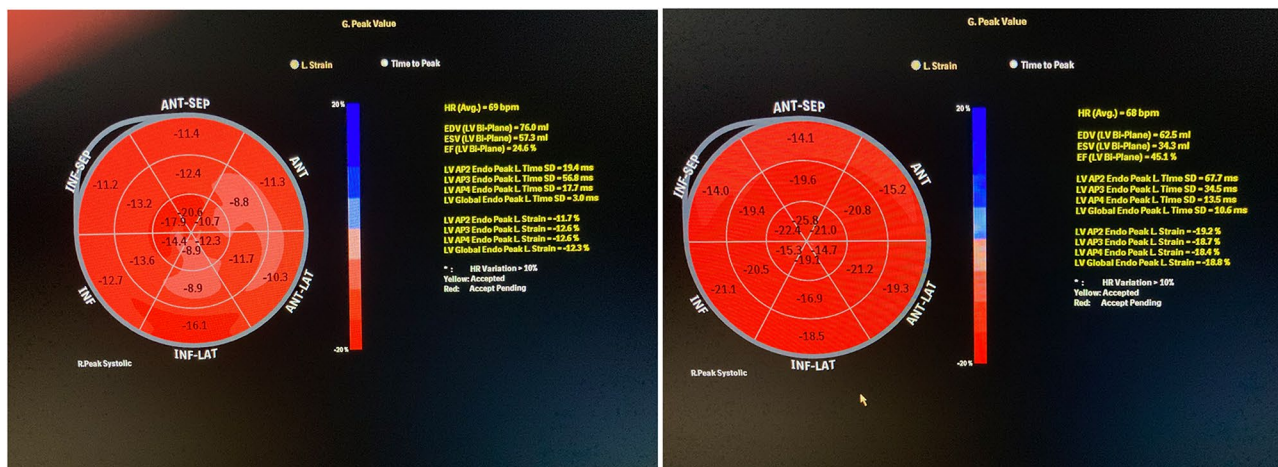 G. Peak Value
L. Strain
Time to Peak
ANT-SEP
20 %
INF-SEP
ANT
-11.4
-11.2
-11.3
-12.4
-13.2
-8.8
-20.6
-17.9
-10.7
-14.4
-12.3
-8.9
-13.6
-11.7
-12.7
-10.3
-8.9
-16.1
INF
ANT-LAT
INF-LAT
-20 %
R.Peak Systolic
HR (Avg.) = 69 bpm
EDV (LV Bi-Plane) = 76.0 ml
ESV (LV Bi-Plane) = 57.3 ml
EF (LV Bi-Plane) = 24.6 %
LV AP2 Endo Peak L. Time SD = 19.4 ms
LV AP3 Endo Peak L. Time SD = 56.8 ms
LV AP4 Endo Peak L. Time SD = 17.7 ms
LV Global Endo Peak L. Time SD = 3.0 ms
LV AP2 Endo Peak L. Strain = -11.7 %
LV AP3 Endo Peak L. Strain = -12.6 %
LV AP4 Endo Peak L. Strain = -12.6 %
LV Global Endo Peak L. Strain = -12.3 %
* : HR Variation > 10%
Yellow: Accepted
Red: Accept Pending
G. Peak Value
L. Strain
Time to Peak
ANT-SEP
20 %
INF-SEP
ANT
-14.1
-14.0
-15.2
-19.6
-19.4
-20.8
-25.8
-22.4
-21.0
-15.3
-14.7
-19.1
-20.5
-21.2
-21.1
-19.3
-16.9
-18.5
INF
ANT-LAT
INF-LAT
-20 %
R.Peak Systolic
HR (Avg.) = 68 bpm
EDV (LV Bi-Plane) = 62.5 ml
ESV (LV Bi-Plane) = 34.3 ml
EF (LV Bi-Plane) = 45.1 %
LV AP2 Endo Peak L. Time SD = 67.7 ms
LV AP3 Endo Peak L. Time SD = 34.5 ms
LV AP4 Endo Peak L. Time SD = 13.5 ms
LV Global Endo Peak L. Time SD = 10.6 ms
LV AP2 Endo Peak L. Strain = -19.2 %
LV AP3 Endo Peak L. Strain = -18.7 %
LV AP4 Endo Peak L. Strain = -18.4 %
LV Global Endo Peak L. Strain = -18.8 %
* : HR Variation > 10%
Yellow: Accepted
Red: Accept Pending